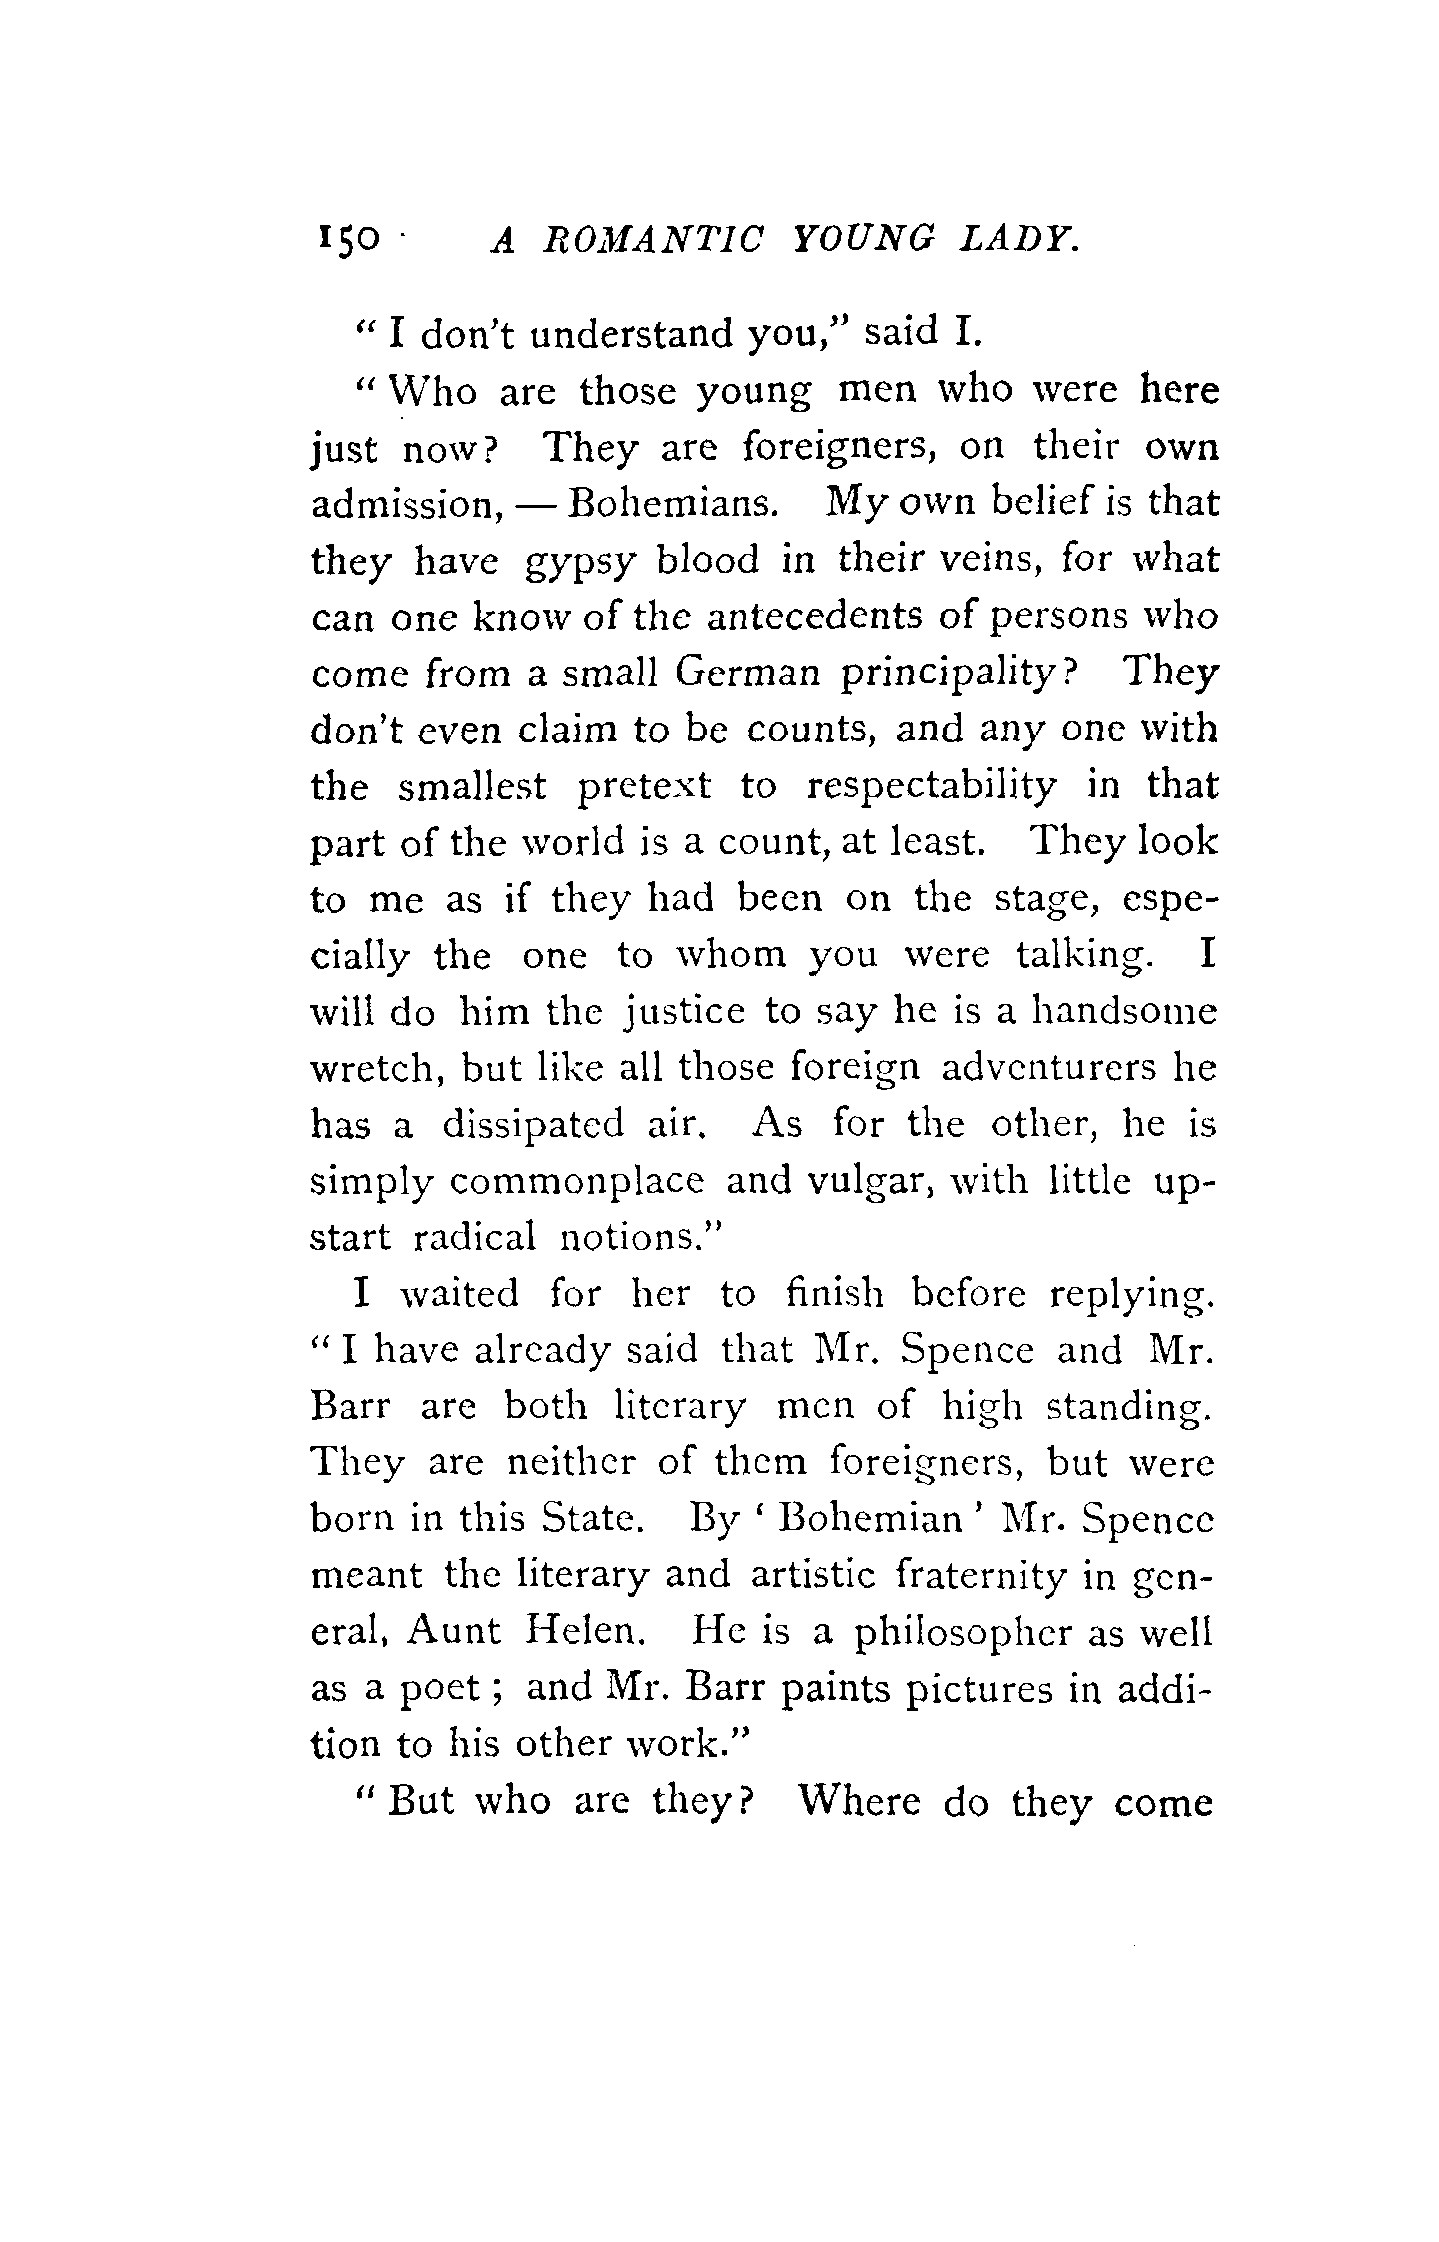 150 A ROMANTIC YOUNG LADY.
“ I don't understand you,” said I.
“ Who are those young men who were here
just now? They are foreigners, on their own
admission, — Bohemians. My own belief is that
they have gypsy blood in their veins, for what
can one know of the antecedents of persons who
come from a small German principality? They
don't even claim to be counts, and any one with
the smallest pretext to respectability in that
part of the world is a count, at least. They look
to me as if they had been on the stage, espe-
cially the one to whom you were talking. I
will do him the justice to say he is a handsome
wretch, but like all those foreign adventurers he
has a dissipated air. As for the other, he is
simply commonplace and vulgar, with little up-
start radical notions.”
I waited for her to finish before replying.
“ I have already said that Mr. Spence and Mr.
Barr are both literary men of high standing.
They are neither of them foreigners, but were
born in this State. By ‘ Bohemian ’ Mr. Spence
meant the literary and artistic fraternity in gen-
eral, Aunt Helen. He is a philosopher as well
as a poet ; and Mr. Barr paints pictures in addi-
tion to his other work.”
“ But who are they? Where do they come